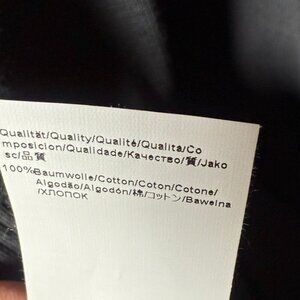 Qualität/Quality/Qualité/Qualità/Co
mposicion/Qualidade/Качество/質/Jako
sc/品質
100%Baumwolle/Cotton/Coton/Cotone/
Algodão/Algodón/棉/コットン/Bawełna
/ХЛОПОК